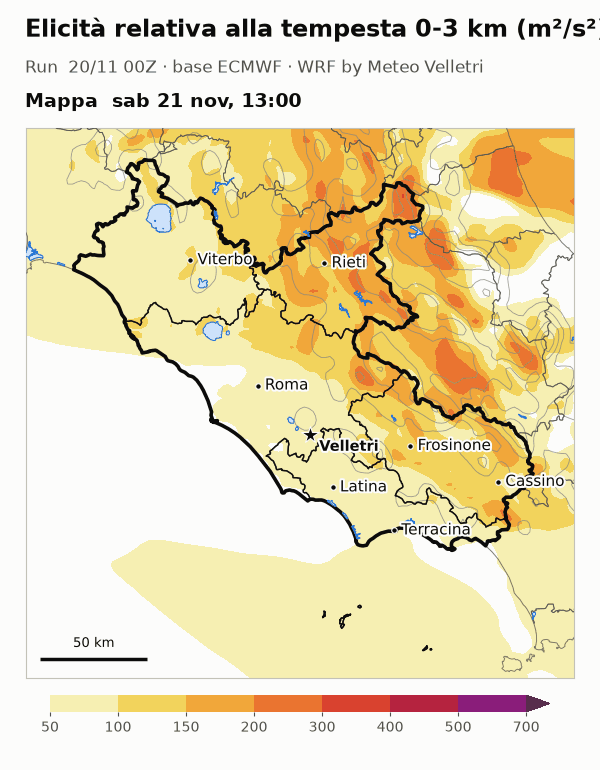 Elicità relativa alla tempesta 0-3 km (m²/s²)
Run  20/11 00Z · base ECMWF · WRF by Meteo Velletri
Mappa  sab 21 nov, 13:00
Viterbo
Rieti
Roma
Velletri
Frosinone
Cassino
Latina
Terracina
50 km
50 100 150 200 300 400 500 700